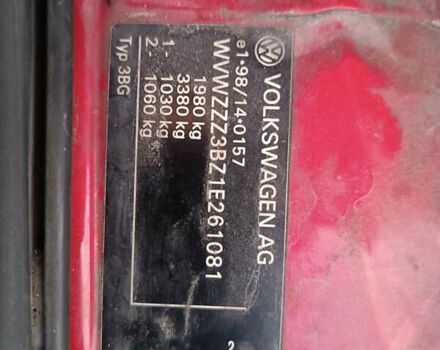 VOLKSWAGEN AG
e1*98/14*0157
WVWZZZ3BZ1E261081
1980 kg
3380 kg
1 - 1030 kg
2 - 1060 kg
Typ 3BG
2